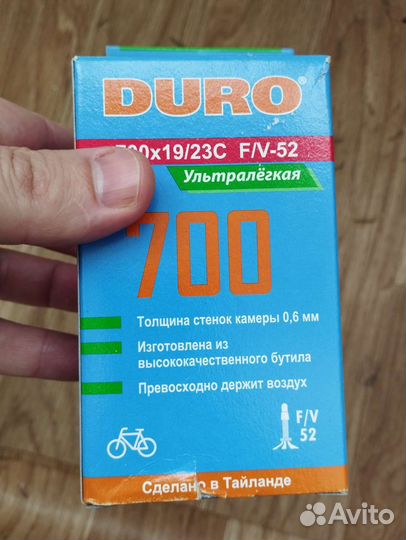 DURO®
700x19/23C F/V-52
Ультралёгкая
700
Толщина стенок камеры 0,6 мм
Изготовлена из
высококачественного бутила
Превосходно держит воздух
F/V
52
Сделано в Тайланде
Avito